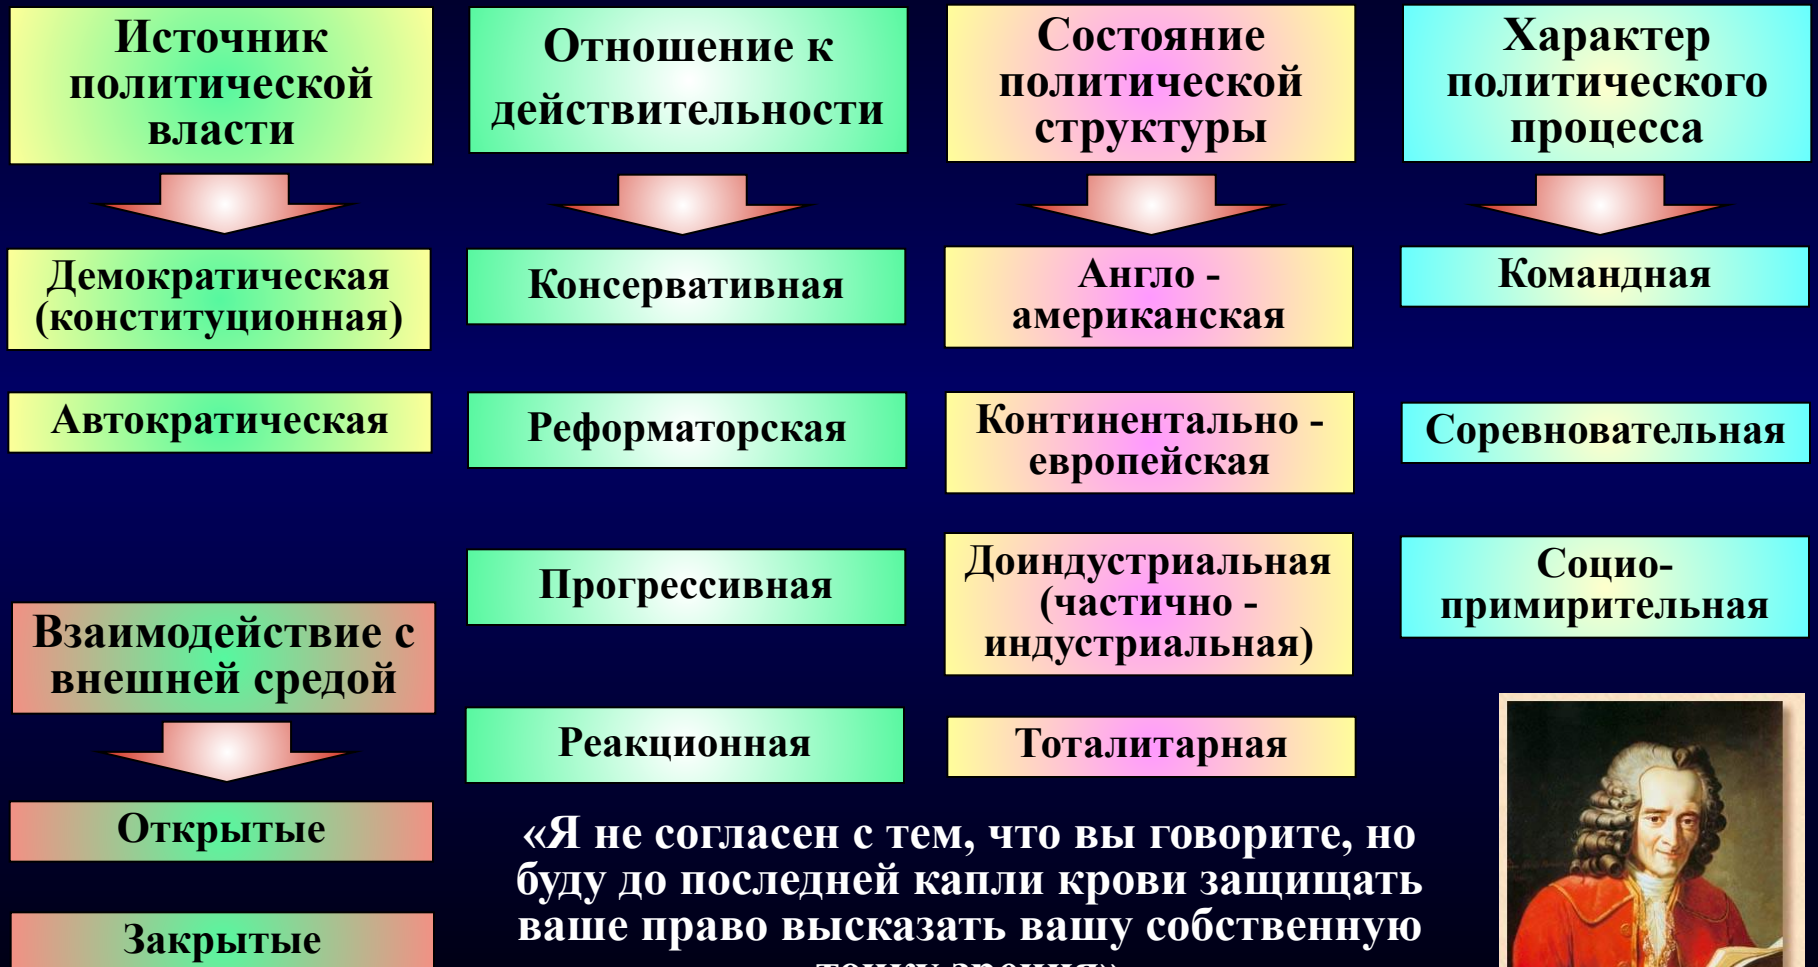 Источник
политической
власти
Отношение к
действительности
Состояние
политической
структуры
Характер
политического
процесса
Демократическая
(конституционная)
Автократическая
Консервативная
Реформаторская
Прогрессивная
Реакционная
Англо -
американская
Континентально -
европейская
Доиндустриальная
(частично -
индустриальная)
Тоталитарная
Командная
Соревновательная
Социо-
примирительная
Взаимодействие с
внешней средой
Открытые
Закрытые
«Я не согласен с тем, что вы говорите, но
буду до последней капли крови защищать
ваше право высказать вашу собственную
точку зрения»